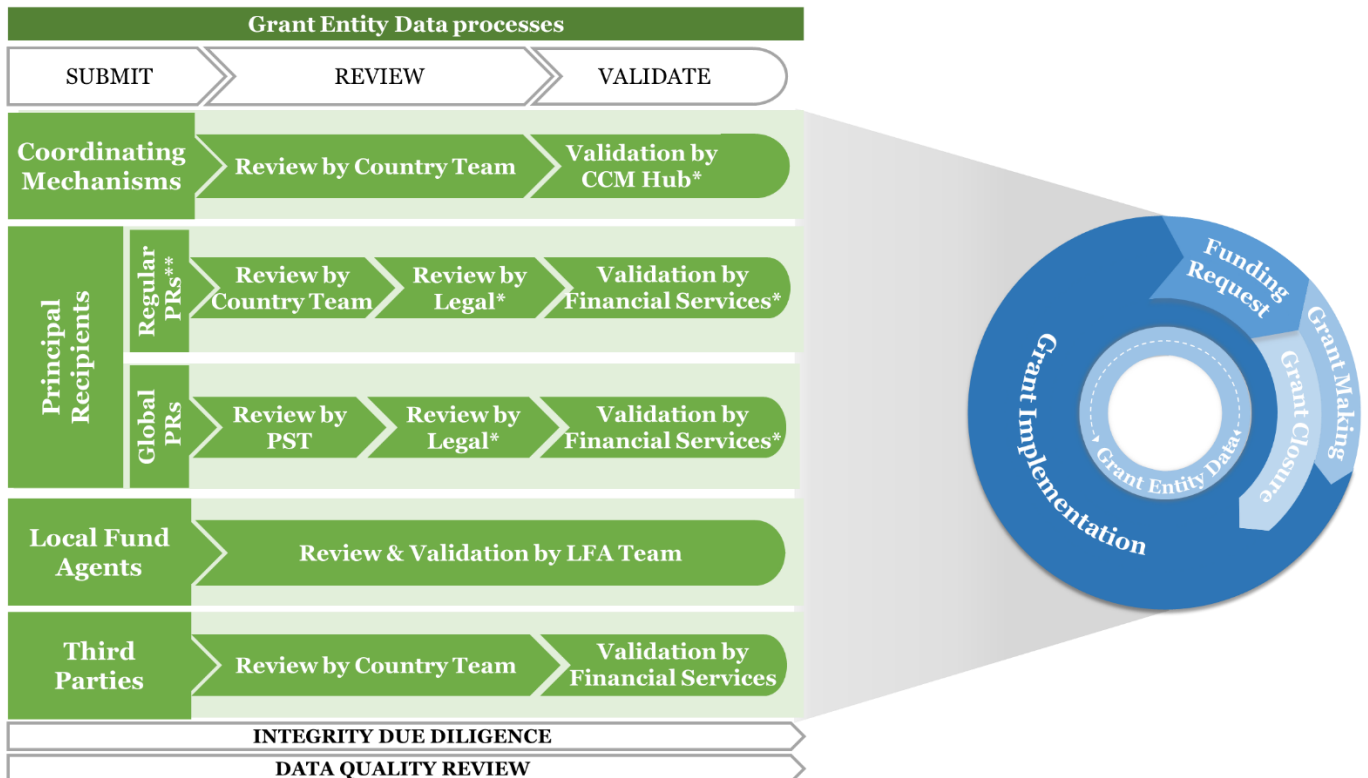 Grant Entity Data processes
SUBMIT
REVIEW
VALIDATE
Coordinating
Mechanisms
Review by Country Team
Validation by
CCM Hub*
Principal
Recipients
Regular
PRs**
Review by
Country Team
Review by
Legal*
Validation by
Financial Services*
Global
PRs
Review by
PST
Review by
Legal*
Validation by
Financial Services*
Local Fund
Agents
Review & Validation by LFA Team
Third
Parties
Review by Country Team
Validation by
Financial Services
INTEGRITY DUE DILIGENCE
DATA QUALITY REVIEW
Funding
Request
Grant Making
Grant Closure
Grant Implementation
Grant Entity Data